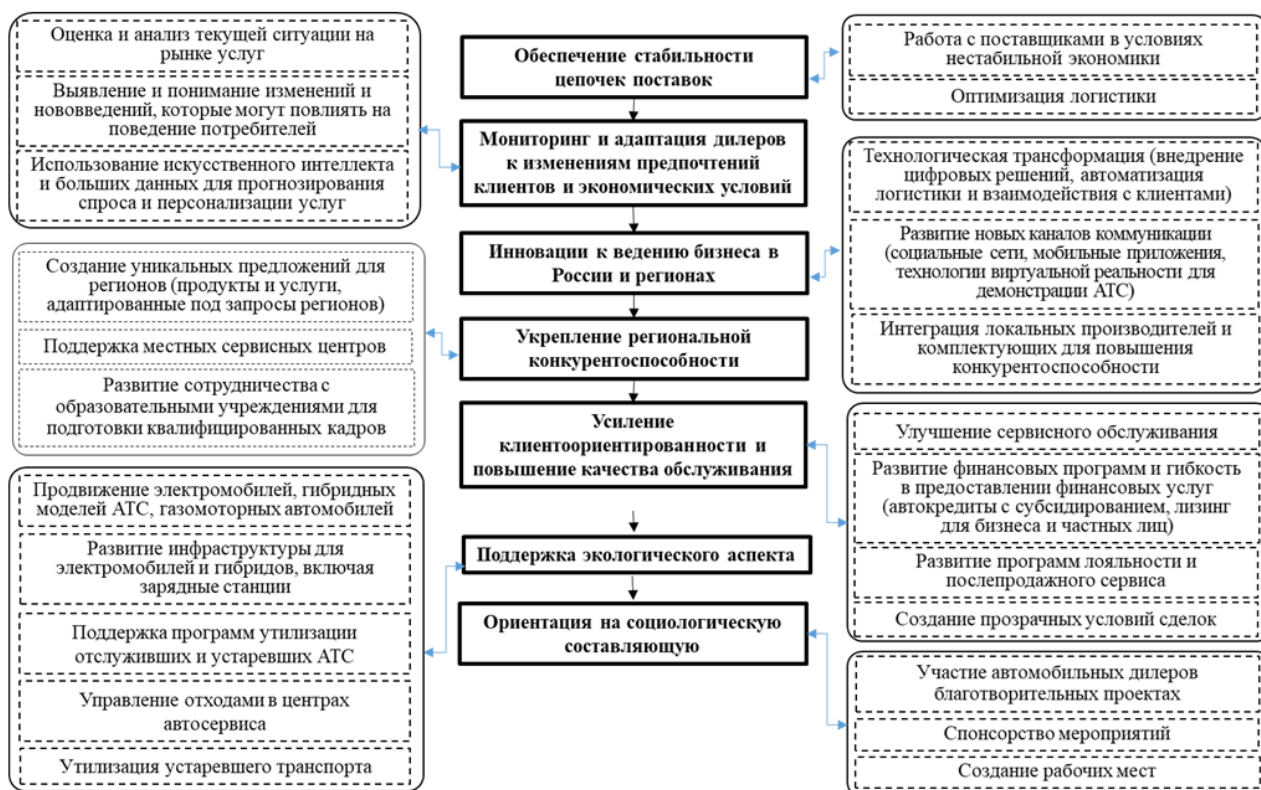 Оценка и анализ текущей ситуации на
рынке услуг
Выявление и понимание изменений и
нововведений, которые могут повлиять на
поведение потребителей
Использование искусственного интеллекта
и больших данных для прогнозирования
спроса и персонализации услуг
Создание уникальных предложений для
регионов (продукты и услуги,
адаптированные под запросы регионов)
Поддержка местных сервисных центров
Развитие сотрудничества с
образовательными учреждениями для
подготовки квалифицированных кадров
Продвижение электромобилей, гибридных
моделей АТС, газомоторных автомобилей
Развитие инфраструктуры для
электромобилей и гибридов, включая
зарядные станции
Поддержка программ утилизации
отслуживших и устаревших АТС
Управление отходами в центрах
автосервиса
Утилизация устаревшего транспорта
Обеспечение стабильности
цепочек поставок
Мониторинг и адаптация дилеров
к изменениям предпочтений
клиентов и экономических условий
Инновации к ведению бизнеса в
России и регионах
Укрепление региональной
конкурентоспособности
Усиление
клиентоориентированности и
повышение качества обслуживания
Поддержка экологического аспекта
Ориентация на социологическую
составляющую
Работа с поставщиками в условиях
нестабильной экономики
Оптимизация логистики
Технологическая трансформация (внедрение
цифровых решений, автоматизация
логистики и взаимодействия с клиентами)
Развитие новых каналов коммуникации
(социальные сети, мобильные приложения,
технологии виртуальной реальности для
демонстрации АТС)
Интеграция локальных производителей и
комплектующих для повышения
конкурентоспособности
Улучшение сервисного обслуживания
Развитие финансовых программ и гибкость
в предоставлении финансовых услуг
(автокредиты с субсидированием, лизинг
для бизнеса и частных лиц)
Развитие программ лояльности и
послепродажного сервиса
Создание прозрачных условий сделок
Участие автомобильных дилеров
благотворительных проектах
Спонсорство мероприятий
Создание рабочих мест